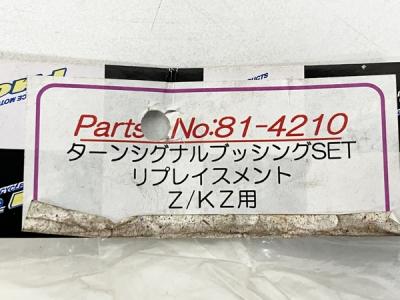 Parts No:81-4210
ターンシグナルブッシングSET
リプレイスメント
Z/KZ用